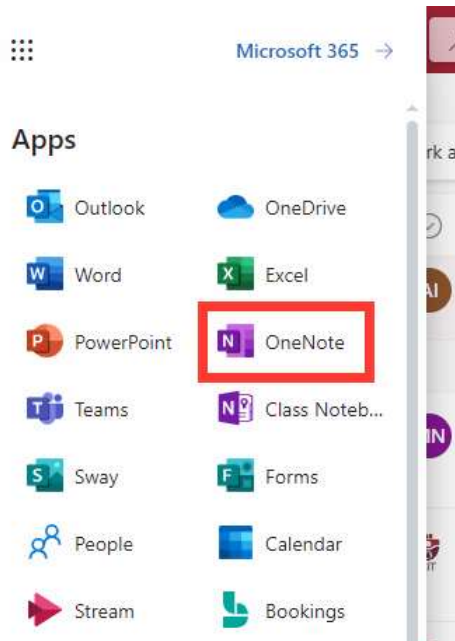 Microsoft 365
Apps
Outlook OneDrive
Word Excel
PowerPoint OneNote
Teams Class Noteb...
Sway Forms
People Calendar
Stream Bookings